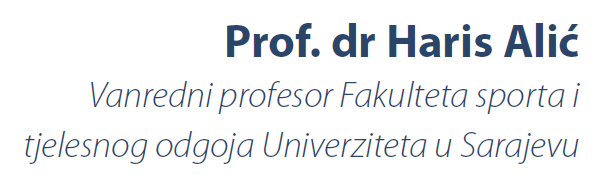 Prof. dr Haris Alić
Vanredni profesor Fakulteta sporta i
tjelesnog odgoja Univerziteta u Sarajevu